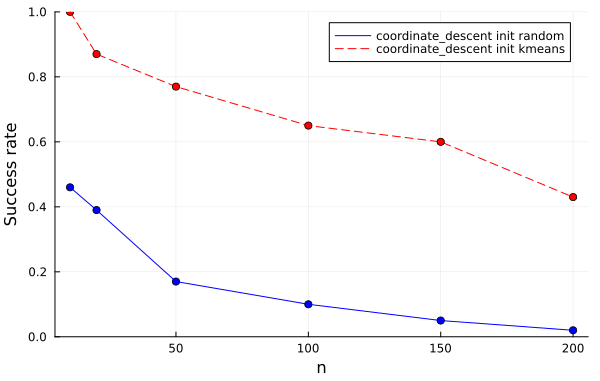 1.0
0.8
0.6
0.4
0.2
0.0
Success rate
coordinate_descent init random
coordinate_descent init kmeans
50
100
150
200
n